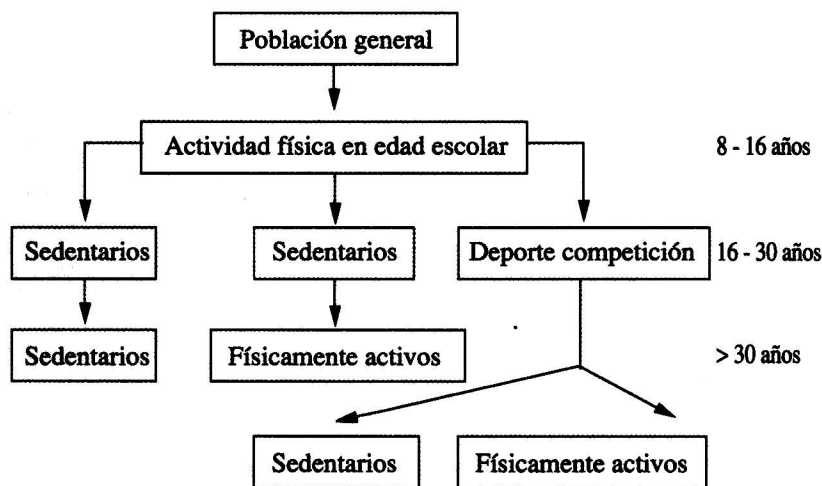 Población general
Actividad física en edad escolar
8 - 16 años
Sedentarios
Sedentarios
Deporte competición
16 - 30 años
Sedentarios
Físicamente activos
> 30 años
Sedentarios
Físicamente activos